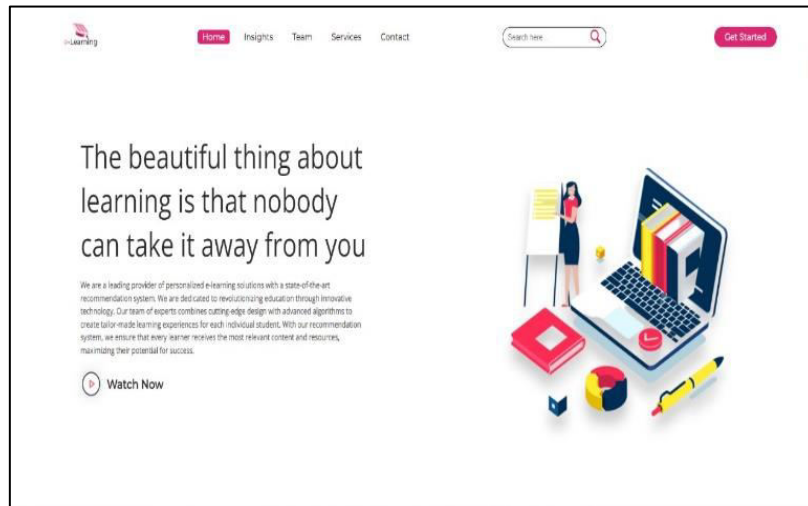 e-Learning
Home Insights Team Services Contact
Search here
Get Started
The beautiful thing about
learning is that nobody
can take it away from you
We are a leading provider of personalized e-learning solutions with a state-of-the-art
recommendation system. We are dedicated to revolutionizing education through innovative
technology. Our team of experts combines cutting-edge design with advanced algorithms to
create tailor-made learning experiences for each individual student. With our recommendation
system, we ensure that every learner receives the most relevant content and resources,
maximizing their potential for success.
Watch Now